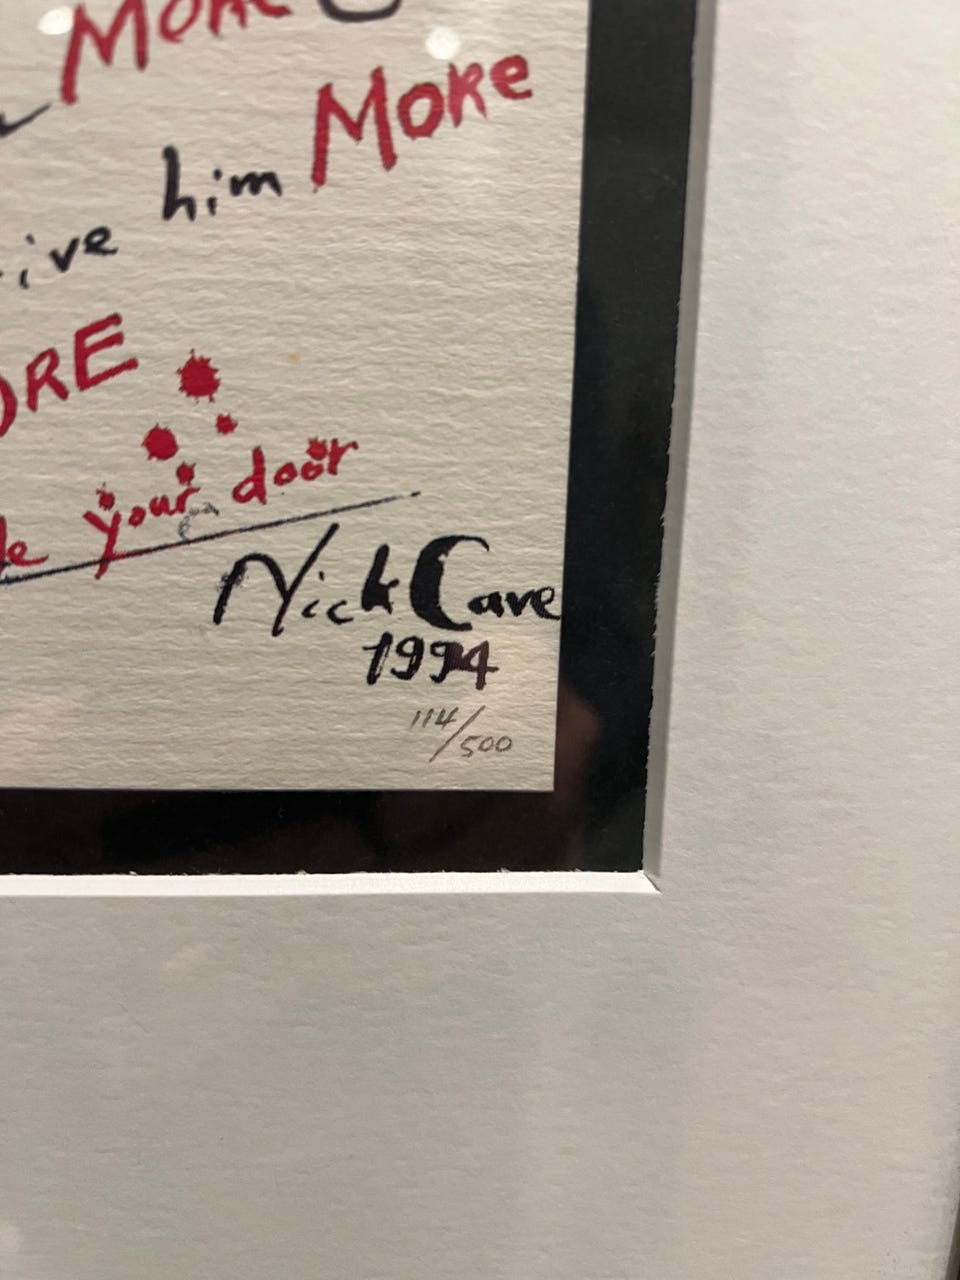 MORE
him MORe
ive
ORE
your door
Nick Cave
1994
114/500